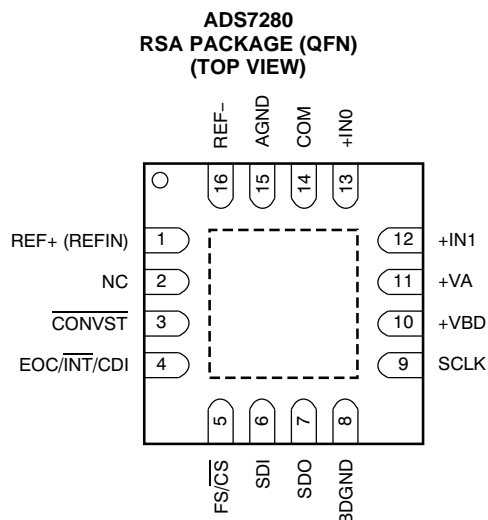 ADS7280
RSA PACKAGE (QFN)
(TOP VIEW)
REF−
AGND
COM
+IN0
16
15
14
13
REF+ (REFIN) 1
NC 2
CONVST 3
EOC/INT/CDI 4
12 +IN1
11 +VA
10 +VBD
9 SCLK
5
6
7
8
FS/CS
SDI
SDO
BDGND